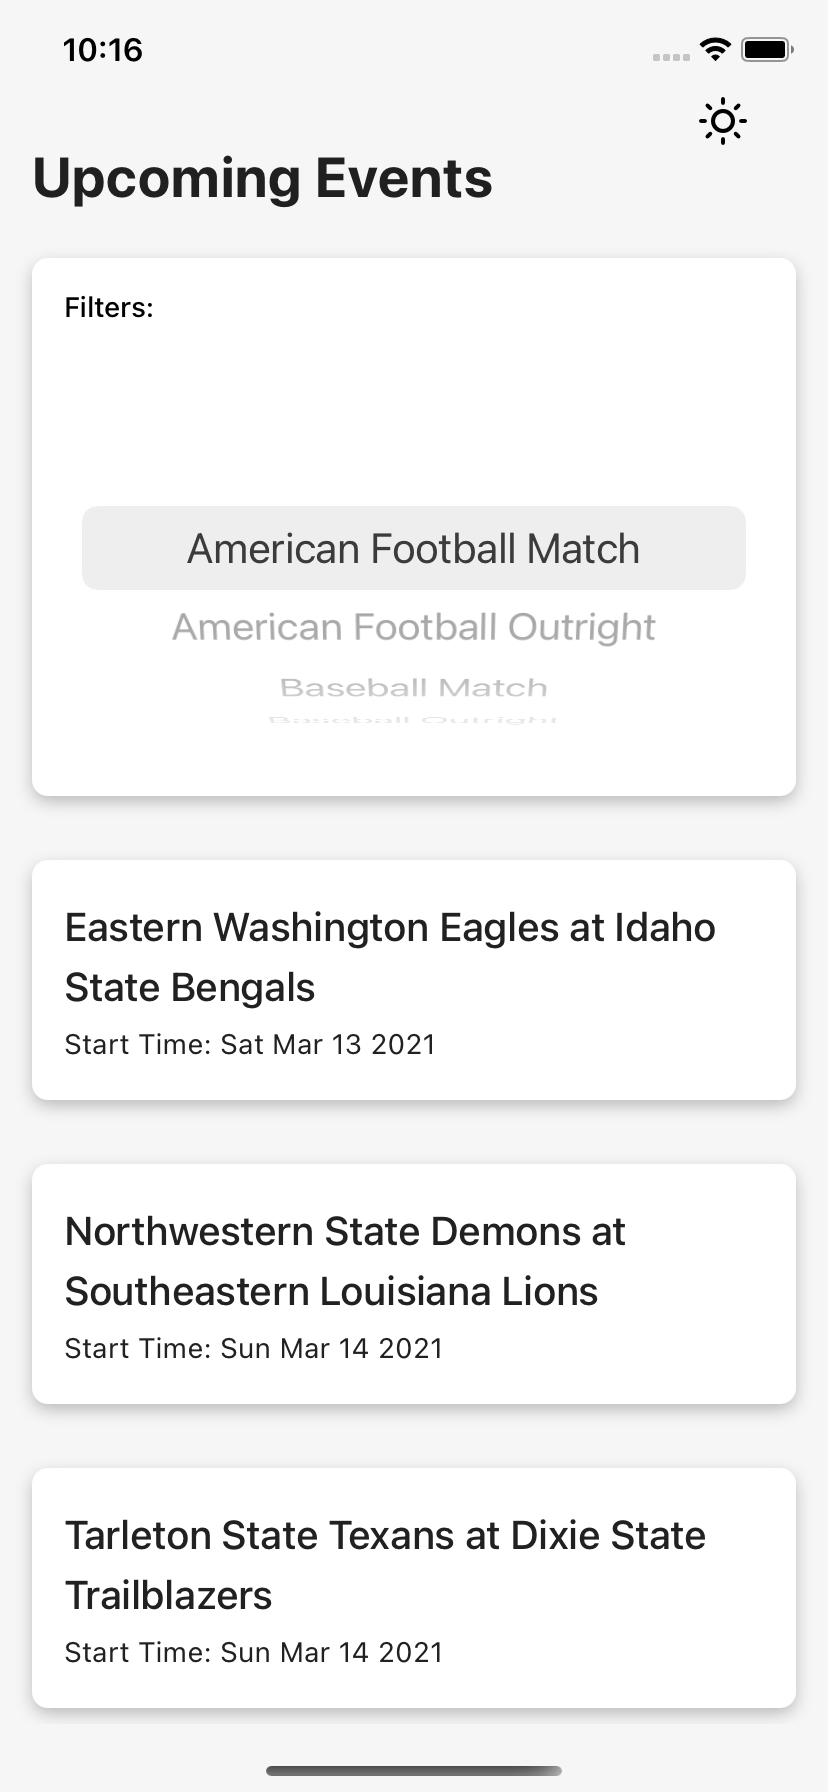 10:16
Upcoming Events
Filters:
American Football Match
American Football Outright
Baseball Match
Baseball Outright
Eastern Washington Eagles at Idaho
State Bengals
Start Time: Sat Mar 13 2021
Northwestern State Demons at
Southeastern Louisiana Lions
Start Time: Sun Mar 14 2021
Tarleton State Texans at Dixie State
Trailblazers
Start Time: Sun Mar 14 2021